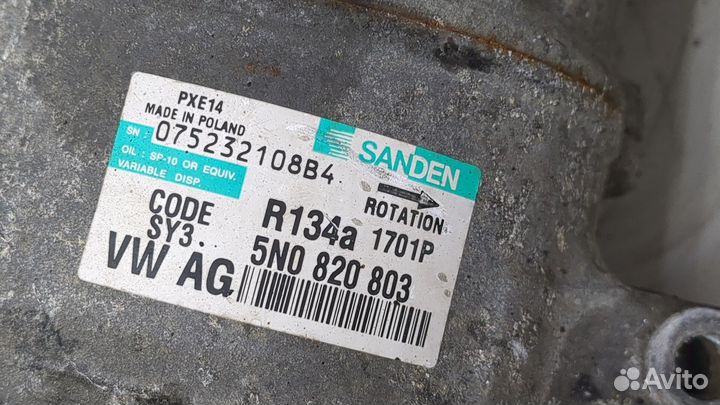 PXE14
MADE IN POLAND
SN: 075232108B4
OIL: SP-10 OR EQUIV.
VARIABLE DISP.
SANDEN
ROTATION
CODE
SY3.
R134a 1701P
VW AG
5N0 820 803
Avito